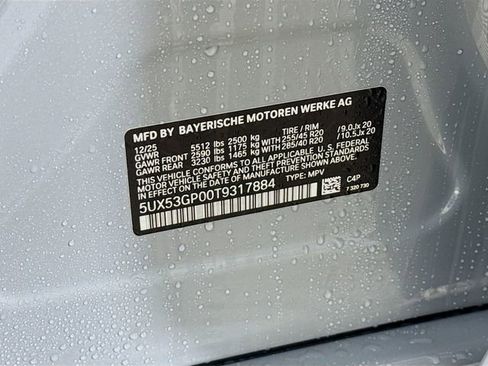 MFD BY BAYERISCHE MOTOREN WERKE AG
12/25 5512 lbs 2500 kg TIRE / RIM
GVWR
GAWR FRONT 2590 lbs 1175 kg 255/45 R20 /9.0Jx 20
GAWR REAR 3230 lbs 1465 kg 285/40 R20 /10.5Jx 20
THIS VEHICLE CONFORMS TO ALL APPLICABLE U.S. FEDERAL
MOTOR VEHICLE SAFETY AND THEFT PREVENTION STANDARDS
IN EFFECT ON THE DATE OF MANUFACTURE SHOWN ABOVE.
5UX53GP00T9317884 TYPE: MPV
C4P
7 320 730